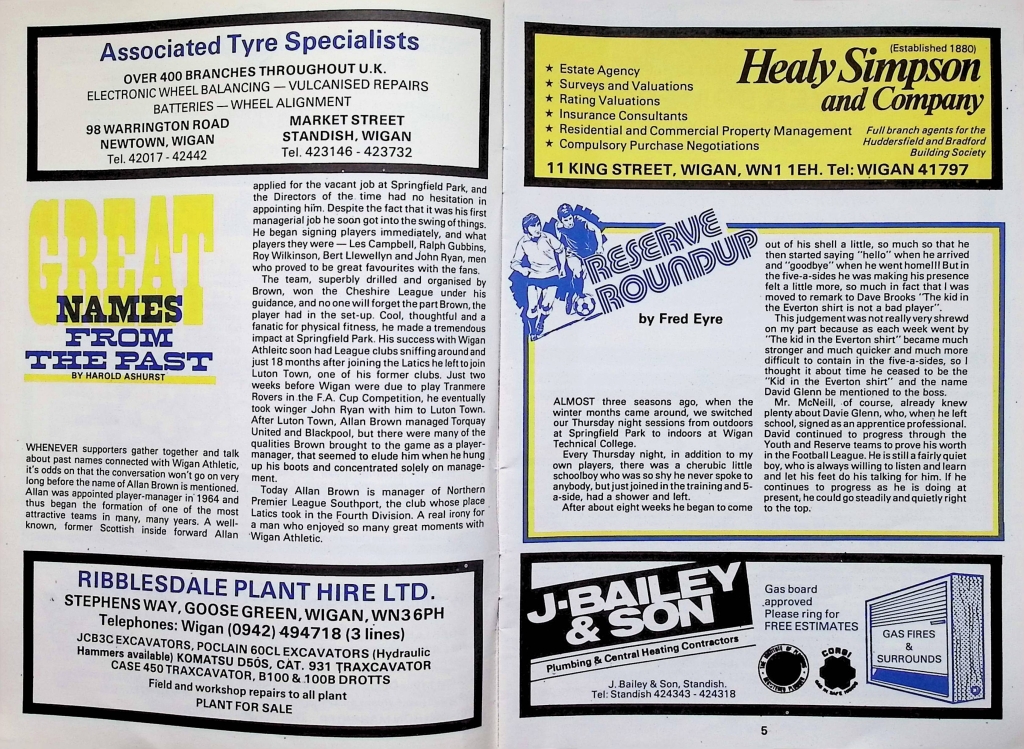 Associated Tyre Specialists
OVER 400 BRANCHES THROUGHOUT U.K.
ELECTRONIC WHEEL BALANCING — VULCANISED REPAIRS
BATTERIES — WHEEL ALIGNMENT
98 WARRINGTON ROAD
NEWTOWN, WIGAN
Tel. 42017 - 42442
MARKET STREET
STANDISH, WIGAN
Tel. 423146 - 423732
GREAT
NAMES
FROM
THE PAST
BY HAROLD ASHURST
WHENEVER supporters gather together and talk
about past names connected with Wigan Athletic,
it's odds on that the conversation won't go on very
long before the name of Allan Brown is mentioned.
Allan was appointed player-manager in 1964 and
thus began the formation of one of the most
attractive teams in many, many years. A well-
known, former Scottish inside forward Allan
applied for the vacant job at Springfield Park, and
the Directors of the time had no hesitation in
appointing him. Despite the fact that it was his first
managerial job he soon got into the swing of things.
He began signing players immediately, and what
players they were — Les Campbell, Ralph Gubbins,
Roy Wilkinson, Bert Llewellyn and John Ryan, men
who proved to be great favourites with the fans.
The team, superbly drilled and organised by
Brown, won the Cheshire League under his
guidance, and no one will forget the part Brown, the
player had in the set-up. Cool, thoughtful and a
fanatic for physical fitness, he made a tremendous
impact at Springfield Park. His success with Wigan
Athleitc soon had League clubs sniffing around and
just 18 months after joining the Latics he left to join
Luton Town, one of his former clubs. Just two
weeks before Wigan were due to play Tranmere
Rovers in the F.A. Cup Competition, he eventually
took winger John Ryan with him to Luton Town.
After Luton Town, Allan Brown managed Torquay
United and Blackpool, but there were many of the
qualities Brown brought to the game as a player-
manager, that seemed to elude him when he hung
up his boots and concentrated solely on manage-
ment.
Today Allan Brown is manager of Northern
Premier League Southport, the club whose place
Latics took in the Fourth Division. A real irony for
a man who enjoyed so many great moments with
Wigan Athletic.
RIBBLESDALE PLANT HIRE LTD.
STEPHENS WAY, GOOSE GREEN, WIGAN, WN3 6PH
Telephones: Wigan (0942) 494718 (3 lines)
JCB3C EXCAVATORS, POCLAIN 60CL EXCAVATORS (Hydraulic
Hammers available) KOMATSU D50S, CAT. 931 TRAXCAVATOR
CASE 450 TRAXCAVATOR, B100 & 100B DROTTS
Field and workshop repairs to all plant
PLANT FOR SALE
(Established 1880)
Healy Simpson
and Company
★ Estate Agency
★ Surveys and Valuations
★ Rating Valuations
★ Insurance Consultants
★ Residential and Commercial Property Management
★ Compulsory Purchase Negotiations
Full branch agents for the
Huddersfield and Bradford
Building Society
11 KING STREET, WIGAN, WN1 1EH. Tel: WIGAN 41797
RESERVE
ROUNDUP
by Fred Eyre
ALMOST three seasons ago, when the
winter months came around, we switched
our Thursday night sessions from outdoors
at Springfield Park to indoors at Wigan
Technical College.
Every Thursday night, in addition to my
own players, there was a cherubic little
schoolboy who was so shy he never spoke to
anybody, but just joined in the training and 5-
a-side, had a shower and left.
After about eight weeks he began to come
out of his shell a little, so much so that he
then started saying "hello" when he arrived
and "goodbye" when he went home!!! But in
the five-a-sides he was making his presence
felt a little more, so much in fact that I was
moved to remark to Dave Brooks "The kid in
the Everton shirt is not a bad player".
This judgement was not really very shrewd
on my part because as each week went by
"The kid in the Everton shirt" became much
stronger and much quicker and much more
difficult to contain in the five-a-sides, so I
thought it about time he ceased to be the
"Kid in the Everton shirt" and the name
David Glenn be mentioned to the boss.
Mr. McNeill, of course, already knew
plenty about Davie Glenn, who, when he left
school, signed as an apprentice professional.
David continued to progress through the
Youth and Reserve teams to prove his worth
in the Football League. He is still a fairly quiet
boy, who is always willing to listen and learn
and let his feet do his talking for him. If he
continues to progress as he is doing at
present, he could go steadily and quietly right
to the top.
J·BAILEY
& SON
Plumbing & Central Heating Contractors
J. Bailey & Son, Standish.
Tel: Standish 424343 - 424318
Gas board
approved
Please ring for
FREE ESTIMATES
CORGI
GAS FIRES
&
SURROUNDS
5